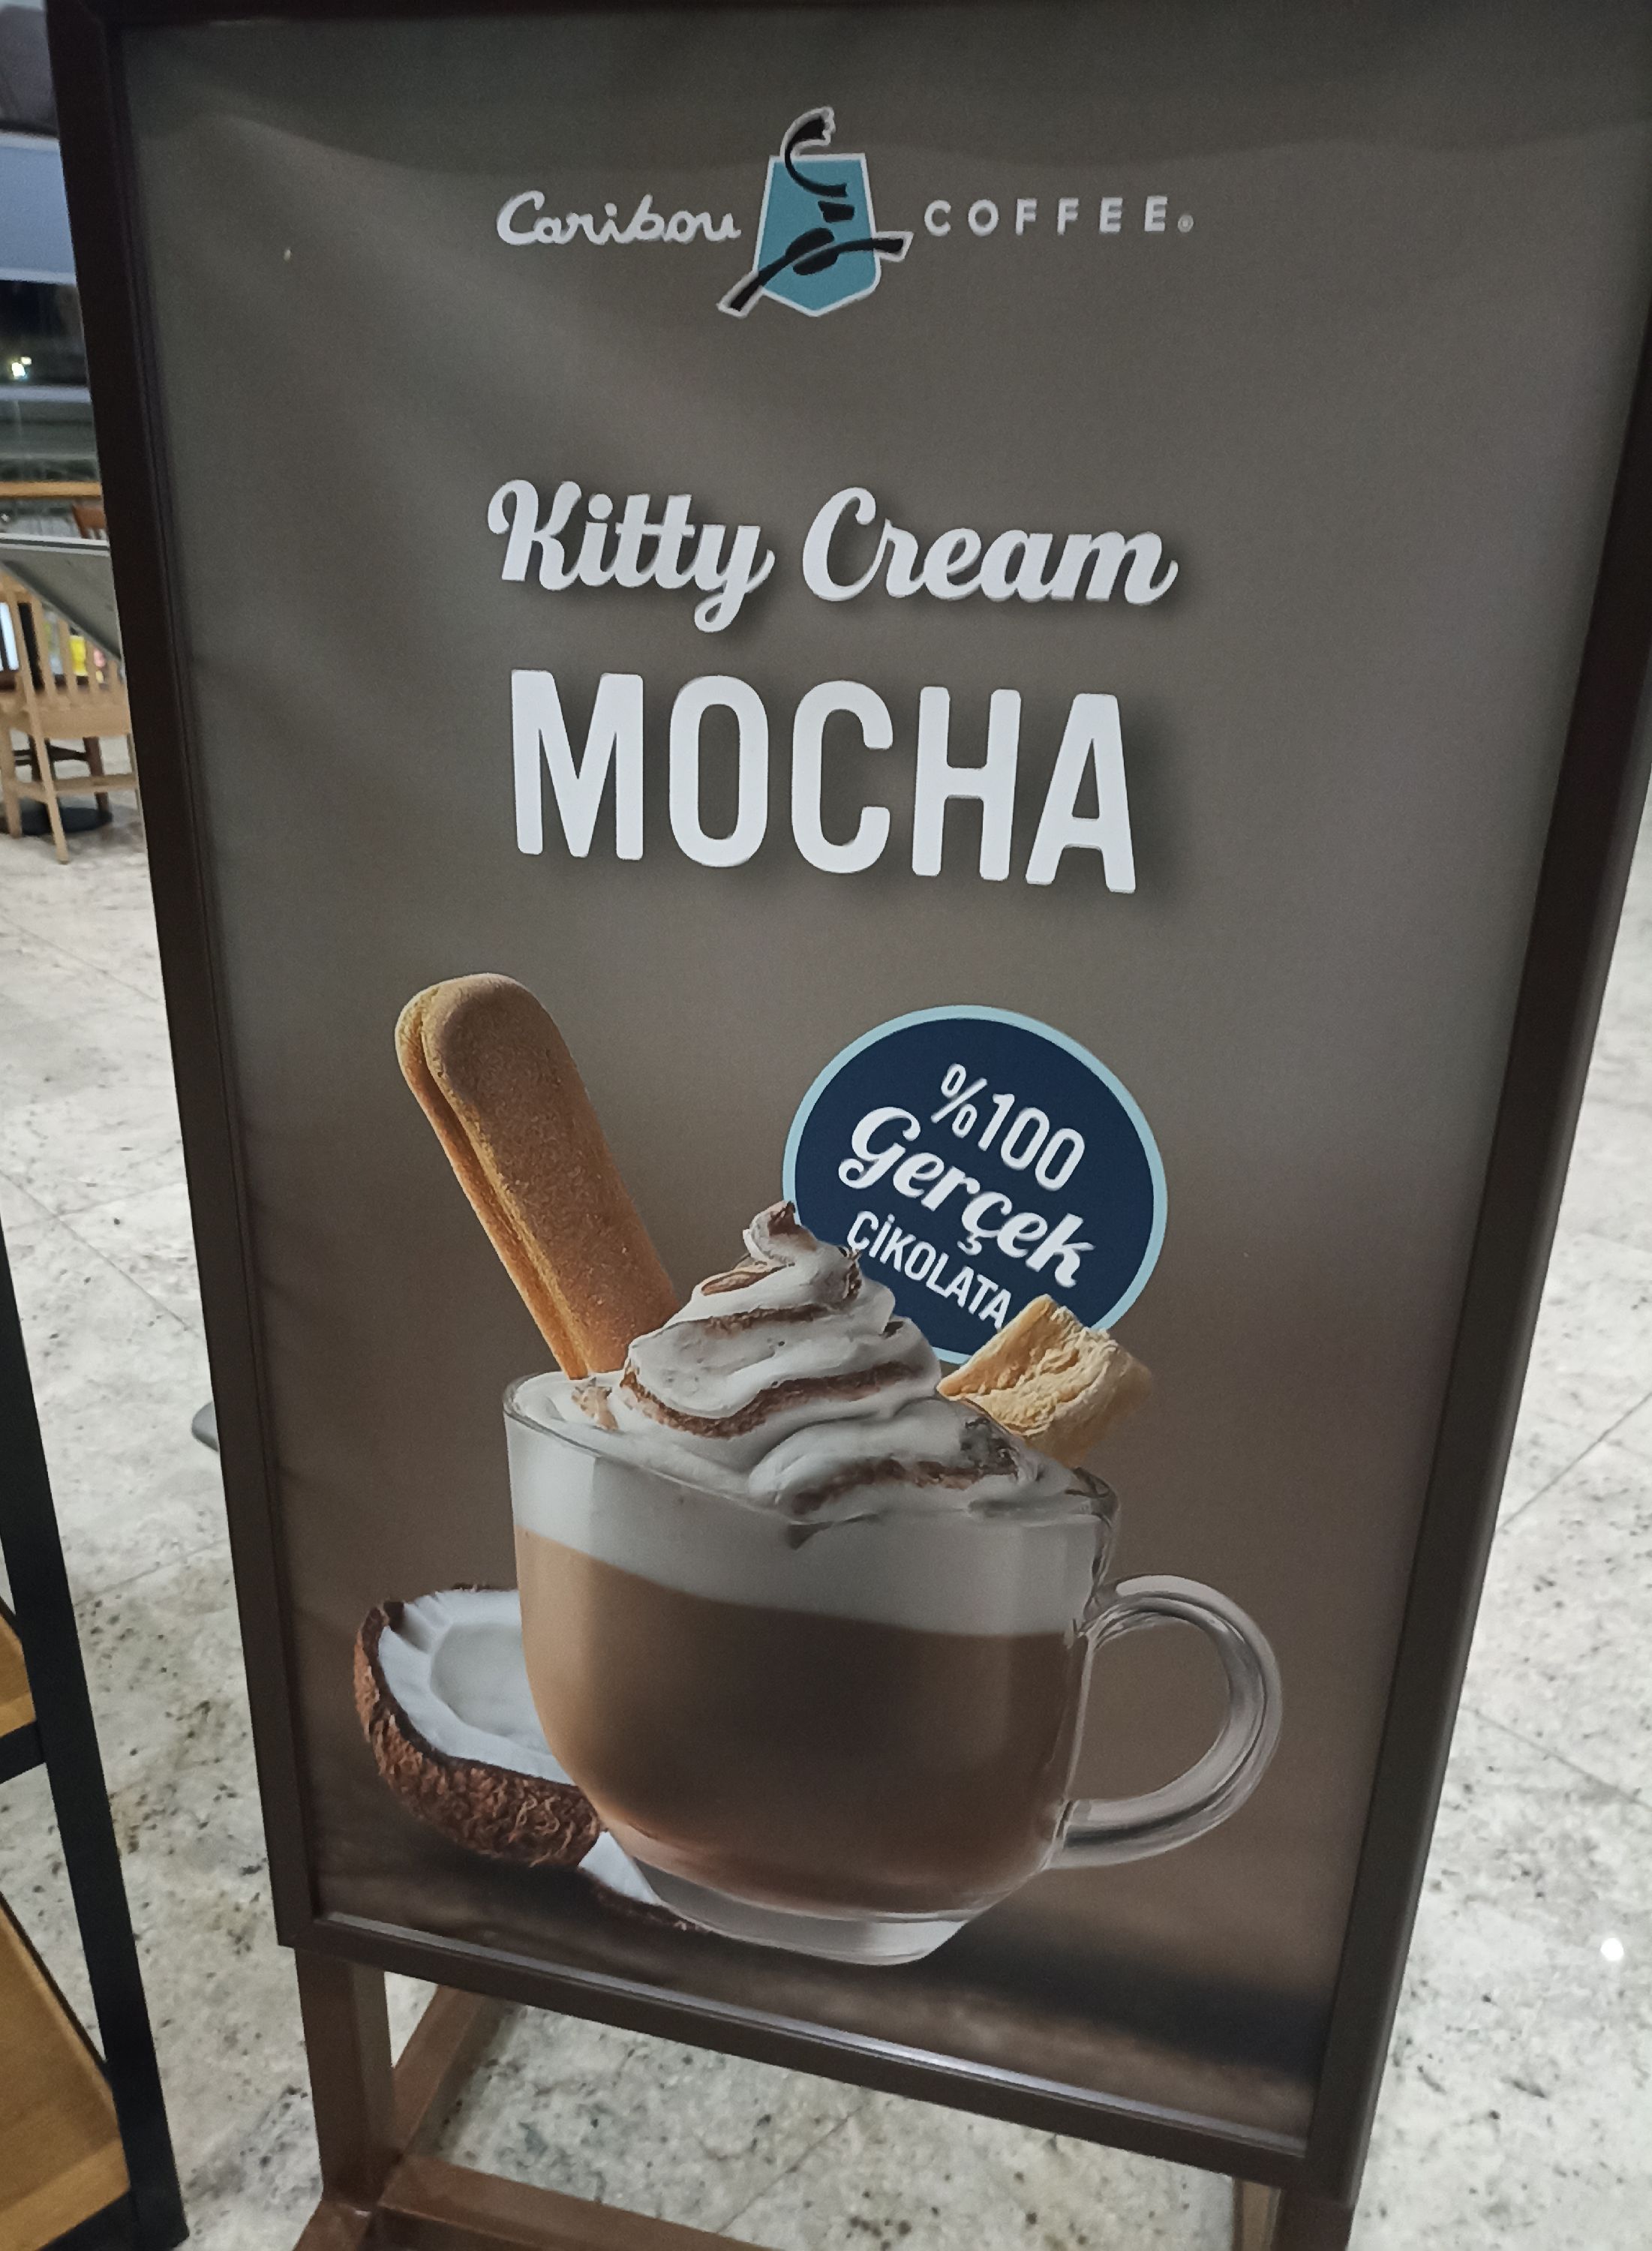 Caribou COFFEE®
Kitty Cream
MOCHA
%100
Gerçek
ÇİKOLATA